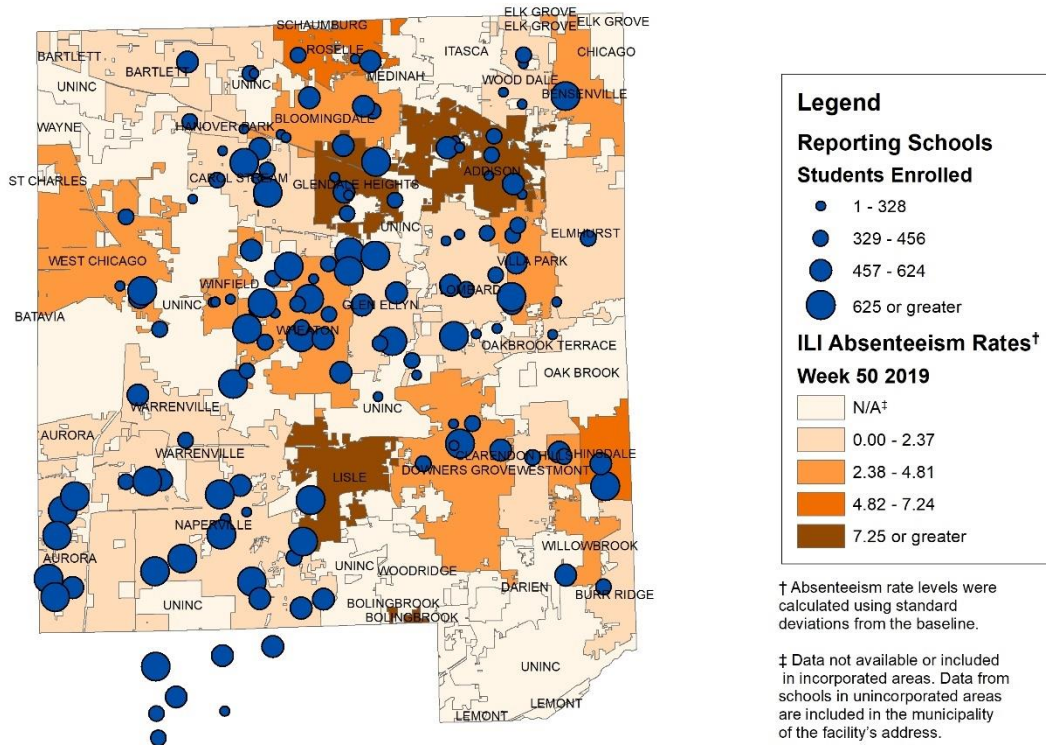 ELK GROVE
ELK GROVE
ELK GROVE
SCHAUMBURG
ROSELLE
ITASCA
CHICAGO
BARTLETT
BARTLETT
MEDINAH
UNINC
WOOD DALE
BENSENVILLE
UNINC
WAYNE
HANOVER PARK
BLOOMINGDALE
ST CHARLES
CAROL STREAM
GLENDALE HEIGHTS
ADDISON
UNINC
ELMHURST
WEST CHICAGO
VILLA PARK
WINFIELD
LOMBARD
UNINC
GLEN ELLYN
BATAVIA
WHEATON
OAKBROOK TERRACE
OAK BROOK
UNINC
WARRENVILLE
AURORA
WARRENVILLE
CLARENDON HILLS
HINSDALE
LISLE
DOWNERS GROVE
WESTMONT
NAPERVILLE
WILLOWBROOK
AURORA
UNINC
WOODRIDGE
DARIEN
BURR RIDGE
UNINC
BOLINGBROOK
BOLINGBROOK
UNINC
LEMONT
LEMONT
Legend
Reporting Schools
Students Enrolled
1 - 328
329 - 456
457 - 624
625 or greater
ILI Absenteeism Rates†
Week 50 2019
N/A‡
0.00 - 2.37
2.38 - 4.81
4.82 - 7.24
7.25 or greater
† Absenteeism rate levels were
calculated using standard
deviations from the baseline.
‡ Data not available or included
in incorporated areas. Data from
schools in unincorporated areas
are included in the municipality
of the facility's address.